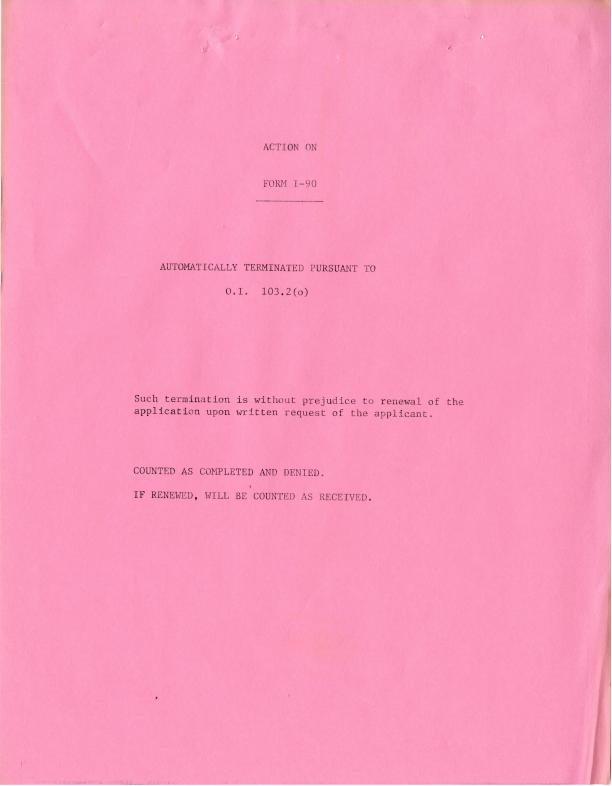 ACTION ON
FORM I-90
AUTOMATICALLY TERMINATED PURSUANT TO
O.I. 103.2(o)
Such termination is without prejudice to renewal of the
application upon written request of the applicant.
COUNTED AS COMPLETED AND DENIED.
IF RENEWED, WILL BE COUNTED AS RECEIVED.